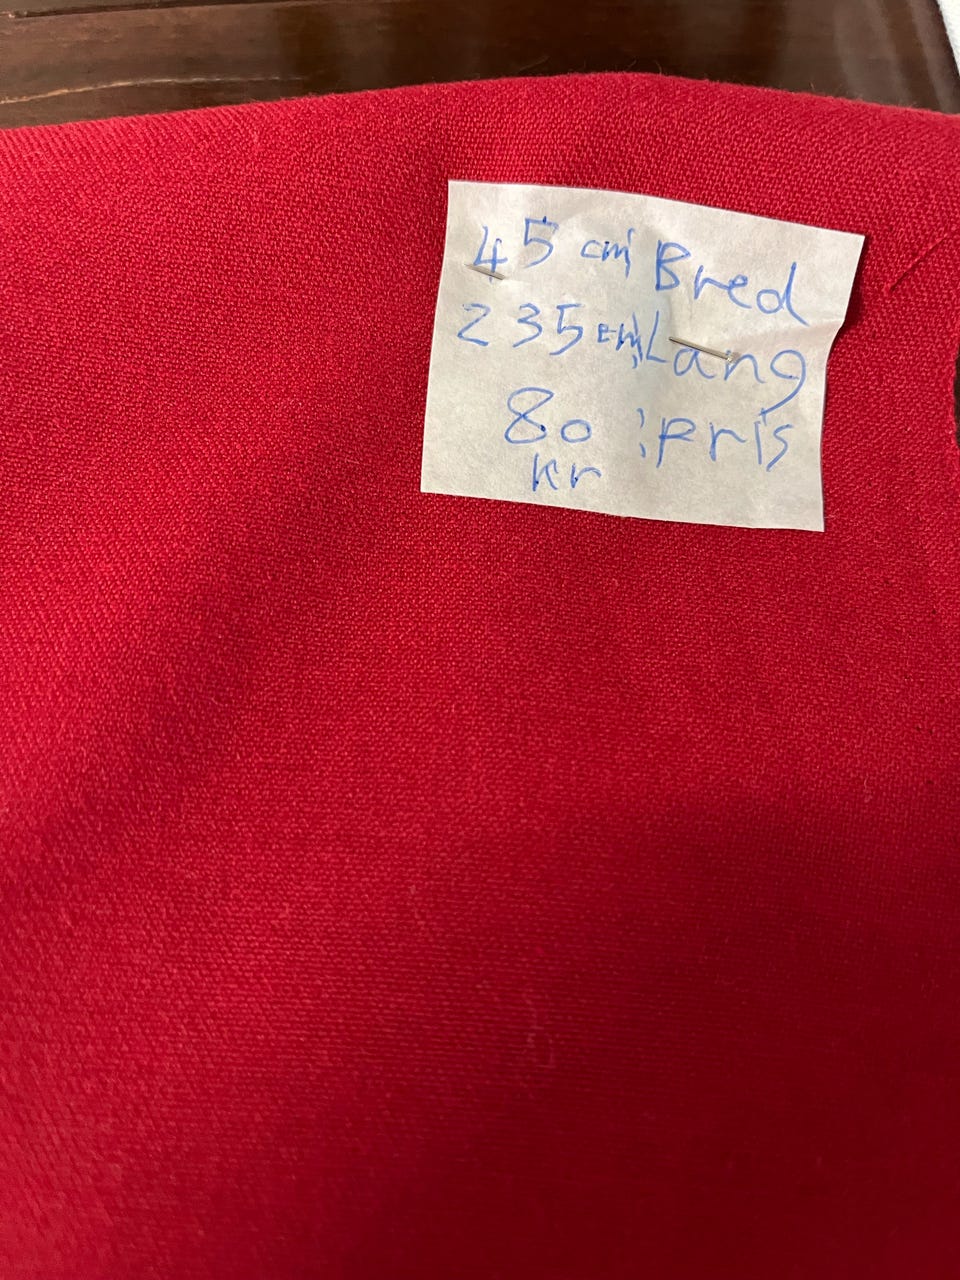 45 cm Bred
235 cm Lang
80 : pris
kr